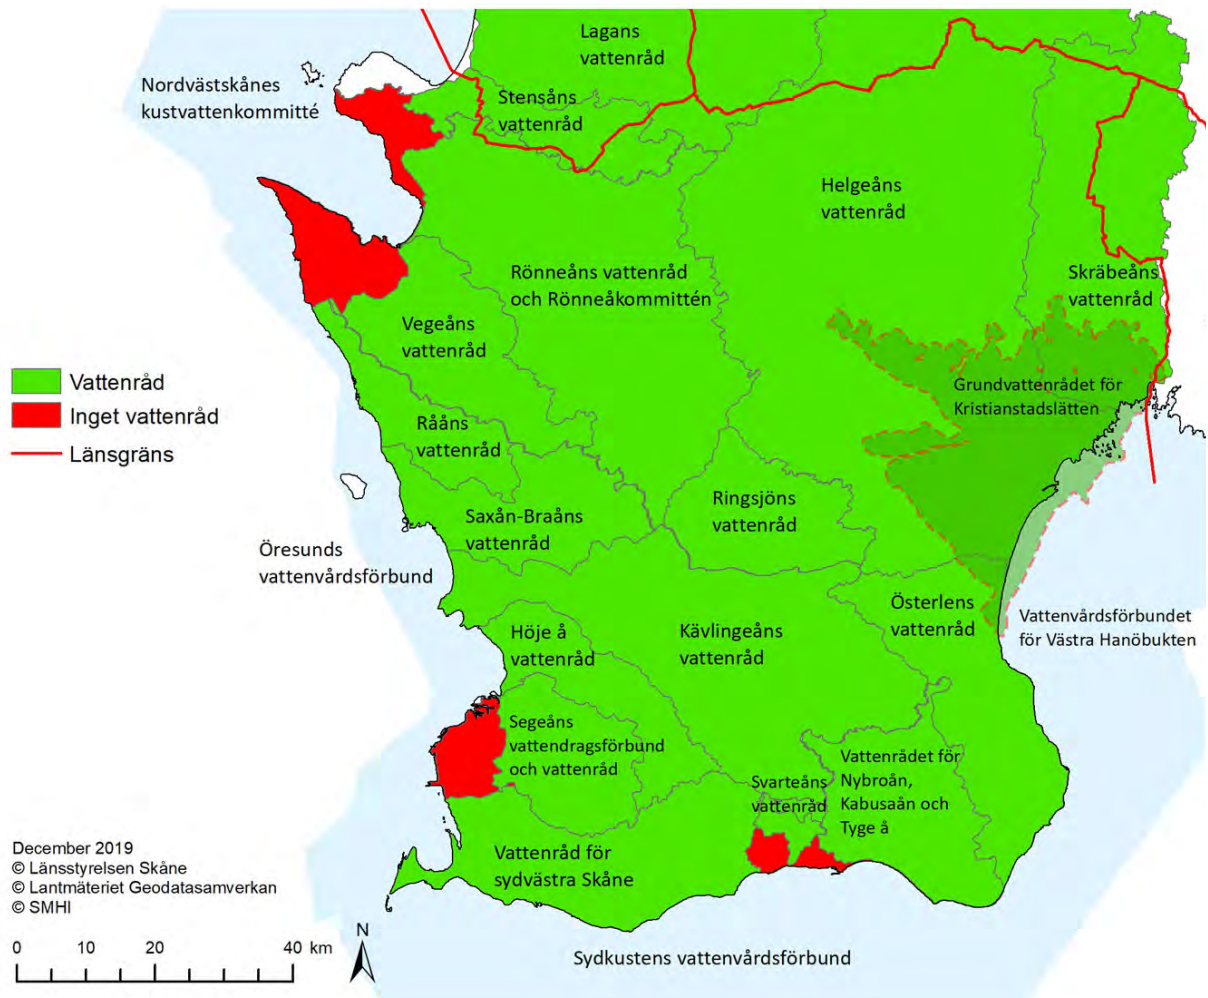 Lagans
vattenråd
Nordvästskånes
kustvattenkommitté
Stensåns
vattenråd
Helgeåns
vattenråd
Rönneåns vattenråd
och Rönneåkommittén
Skräbeåns
vattenråd
Vegeåns
vattenråd
Vattenråd
Inget vattenråd
Länsgräns
Grundvattenrådet för
Kristianstadslätten
Rååns
vattenråd
Ringsjöns
vattenråd
Saxån-Braåns
vattenråd
Öresunds
vattenvårdsförbund
Österlens
vattenråd
Vattenvårdsförbundet
för Västra Hanöbukten
Höje å
vattenråd
Kävlingeåns
vattenråd
Segeåns
vattendragsförbund
och vattenråd
Vattenrådet för
Nybroån,
Kabusaån och
Tyge å
Svarteåns
vattenråd
Vattenråd för
sydvästra Skåne
December 2019
© Länsstyrelsen Skåne
© Lantmäteriet Geodatasamverkan
© SMHI
0 10 20 40 km
N
Sydkustens vattenvårdsförbund